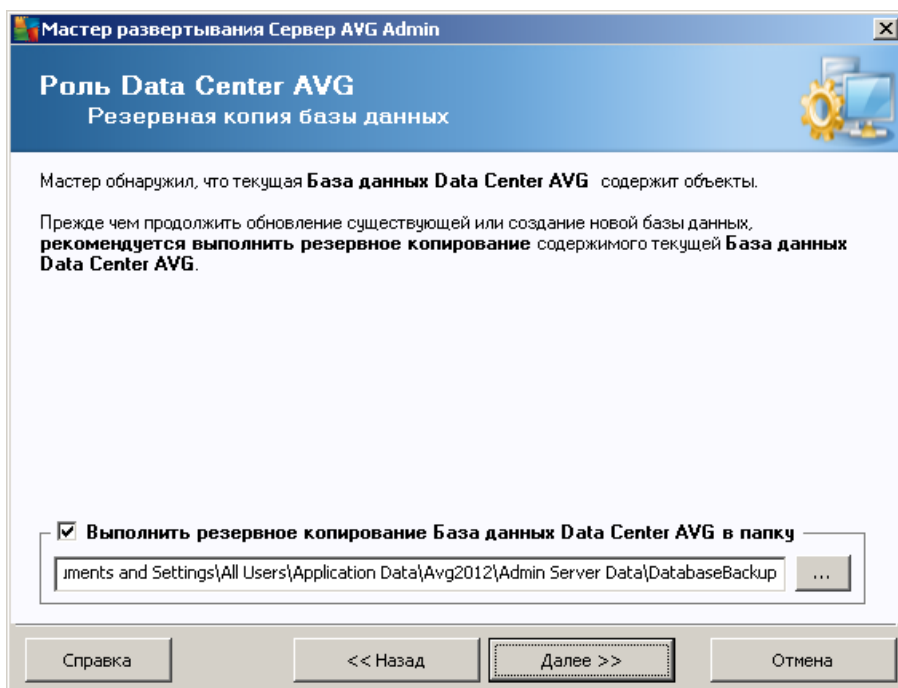 Мастер развертывания Сервер AVG Admin
Роль Data Center AVG
Резервная копия базы данных
Мастер обнаружил, что текущая База данных Data Center AVG содержит объекты.
Прежде чем продолжить обновление существующей или создание новой базы данных,
рекомендуется выполнить резервное копирование содержимого текущей База данных
Data Center AVG.
Выполнить резервное копирование База данных Data Center AVG в папку
uments and Settings\All Users\Application Data\Avg2012\Admin Server Data\DatabaseBackup
...
Справка
<< Назад
Далее >>
Отмена